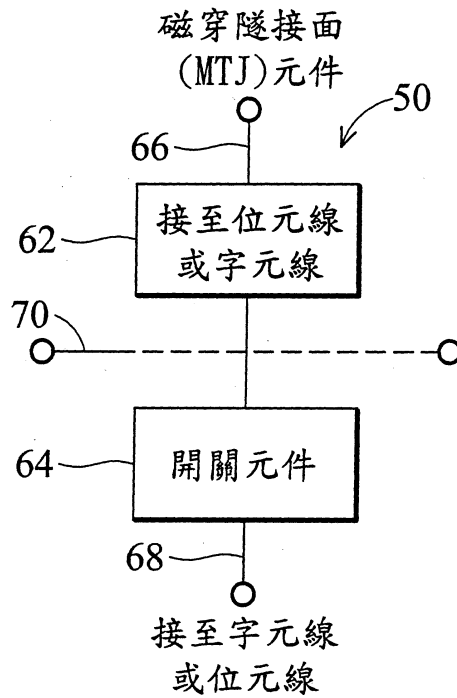 磁穿隧接面
(MTJ)元件
50
66
接至位元線
或字元線
62
70
開關元件
64
68
接至字元線
或位元線